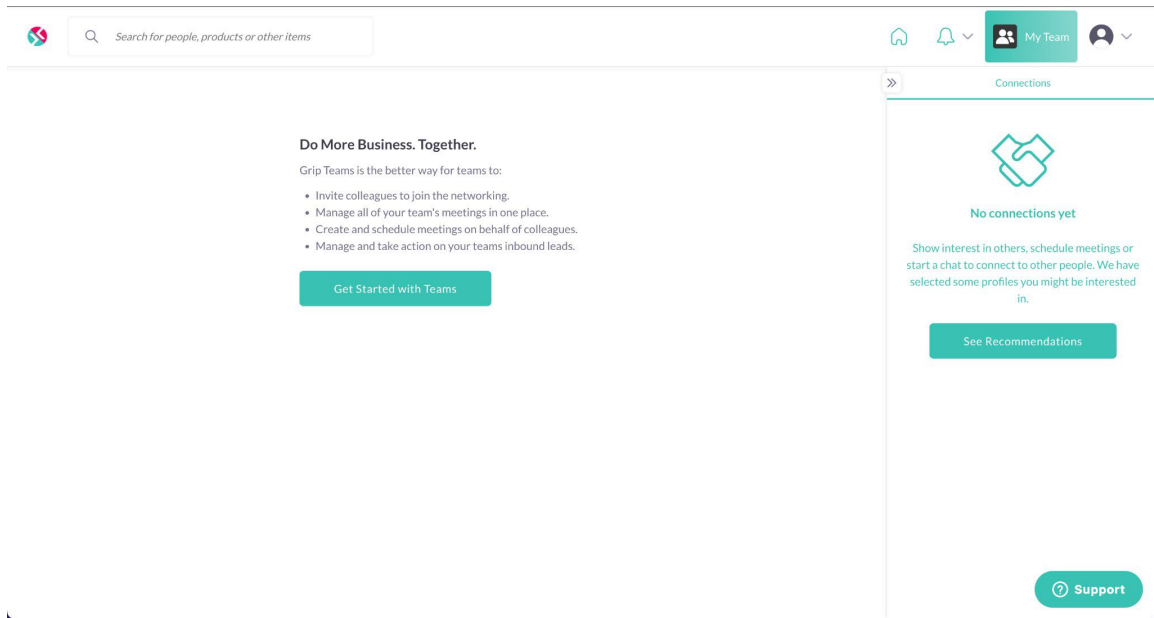 Search for people, products or other items
My Team
Connections
Do More Business. Together.
Grip Teams is the better way for teams to:
• Invite colleagues to join the networking.
• Manage all of your team's meetings in one place.
• Create and schedule meetings on behalf of colleagues.
• Manage and take action on your teams inbound leads.
Get Started with Teams
No connections yet
Show interest in others, schedule meetings or
start a chat to connect to other people. We have
selected some profiles you might be interested
in.
See Recommendations
Support